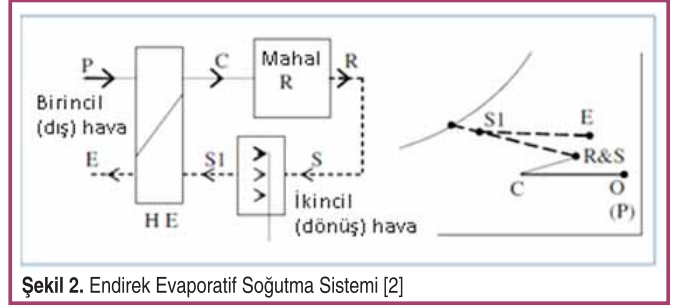 P
C
Mahal
R
R
Birincil
(dış) hava
E
S1
S
H E
İkincil
(dönüş) hava
S1
E
R&S
C
O
(P)
Şekil 2. Endirek Evaporatif Soğutma Sistemi [2]